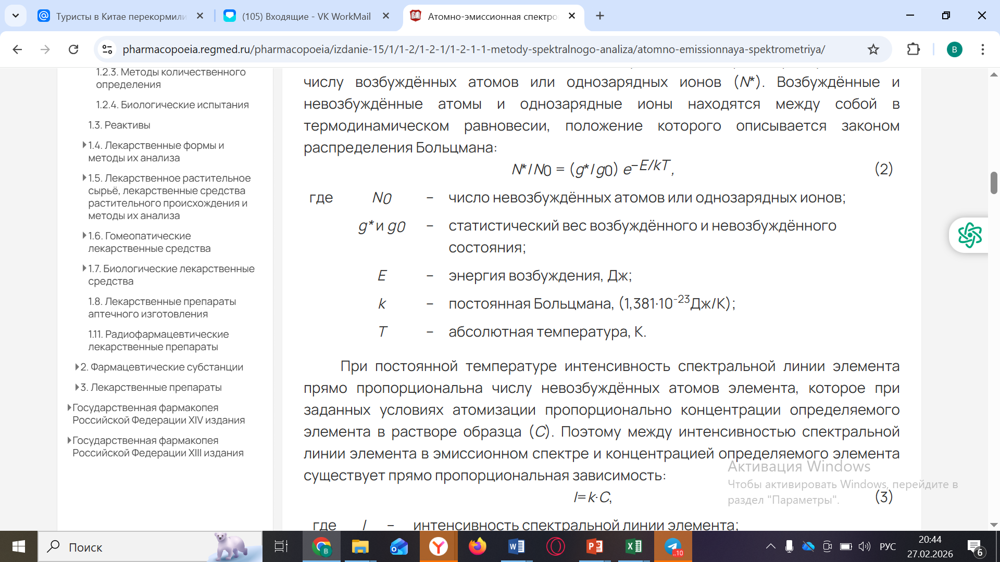 Туристы в Китае перекормили
(105) Входящие - VK WorkMail
Атомно-эмиссионная спектро
pharmacopoeia.regmed.ru/pharmacopoeia/izdanie-15/1/1-2/1-2-1/1-2-1-1-metody-spektralnogo-analiza/atomno-emissionnaya-spektrometriya/
B
1.2.3. Методы количественного
определения
1.2.4. Биологические испытания
1.3. Реактивы
1.4. Лекарственные формы и
методы их анализа
1.5. Лекарственное растительное
сырьё, лекарственные средства
растительного происхождения и
методы их анализа
1.6. Гомеопатические
лекарственные средства
1.7. Биологические лекарственные
средства
1.8. Лекарственные препараты
аптечного изготовления
1.11. Радиофармацевтические
лекарственные препараты
2. Фармацевтические субстанции
3. Лекарственные препараты
Государственная фармакопея
Российской Федерации XIV издания
Государственная фармакопея
Российской Федерации XIII издания
числу возбуждённых атомов или однозарядных ионов (N*). Возбуждённые и
невозбуждённые атомы и однозарядные ионы находятся между собой в
термодинамическом равновесии, положение которого описывается законом
распределения Больцмана:
N*/N0 = (g*/g0) e−E/kT, (2)
где N0 – число невозбуждённых атомов или однозарядных ионов;
g* и g0 – статистический вес возбуждённого и невозбуждённого
состояния;
E – энергия возбуждения, Дж;
k – постоянная Больцмана, (1,381·10-23Дж/К);
T – абсолютная температура, К.
При постоянной температуре интенсивность спектральной линии элемента
прямо пропорциональна числу невозбуждённых атомов элемента, которое при
заданных условиях атомизации пропорционально концентрации определяемого
элемента в растворе образца (C). Поэтому между интенсивностью спектральной
линии элемента в эмиссионном спектре и концентрацией определяемого элемента
существует прямо пропорциональная зависимость:
I=k·C, (3)
где I – интенсивность спектральной линии элемента;
Активация Windows
Чтобы активировать Windows, перейдите в
раздел "Параметры".
Поиск
B
..10
РУС
20:44
27.02.2026
6